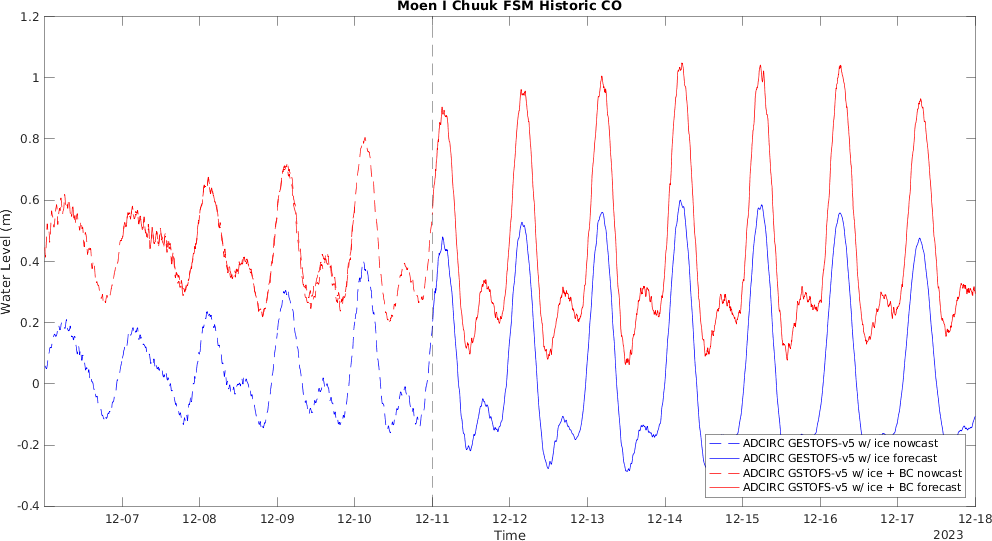 Moen I Chuuk FSM Historic CO
1.2
1
0.8
0.6
0.4
0.2
0
-0.2
-0.4
Water Level (m)
ADCIRC GESTOFS-v5 w/ ice nowcast
ADCIRC GESTOFS-v5 w/ ice forecast
ADCIRC GSTOFS-v5 w/ ice + BC nowcast
ADCIRC GSTOFS-v5 w/ ice + BC forecast
12-07 12-08 12-09 12-10 12-11 12-12 12-13 12-14 12-15 12-16 12-17 12-18
Time
2023